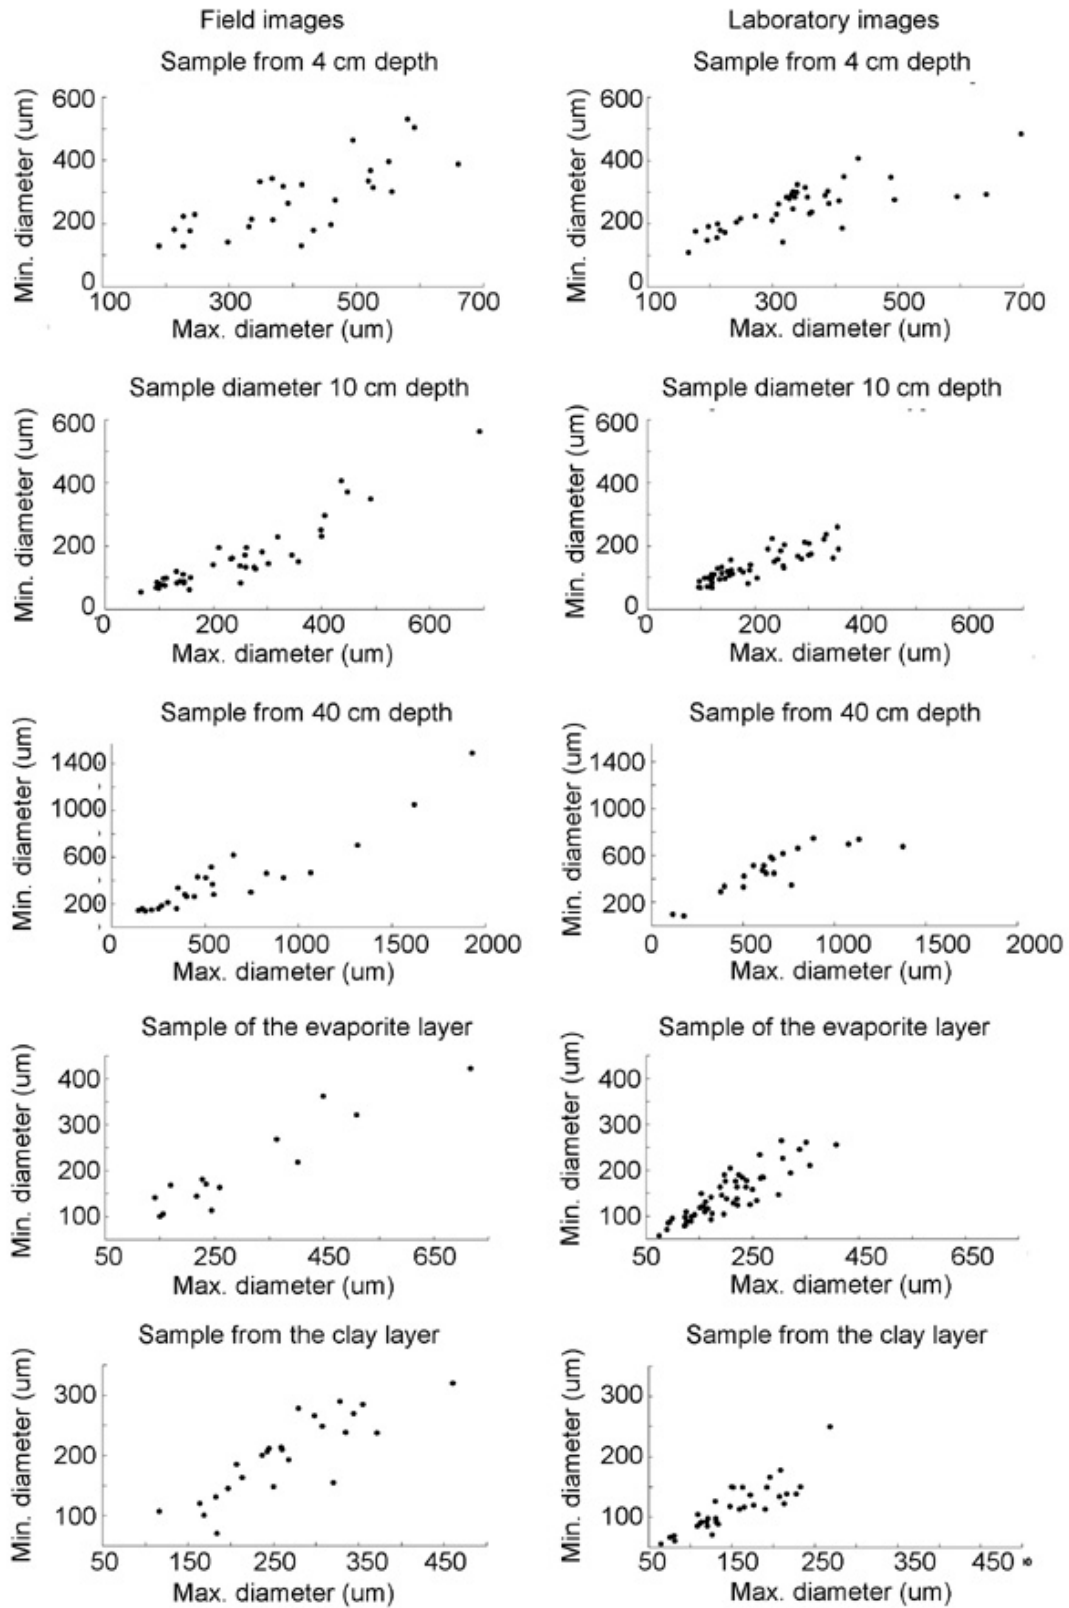 Field images
Laboratory images
Sample from 4 cm depth
Min. diameter (um)
600
400
200
0
100 300 500 700
Max. diameter (um)
Sample from 4 cm depth
Min. diameter (um)
600
400
200
0
100 300 500 700
Max. diameter (um)
Sample diameter 10 cm depth
Min. diameter (um)
600
400
200
0
0 200 400 600
Max. diameter (um)
Sample diameter 10 cm depth
Min. diameter (um)
600
400
200
0
0 200 400 600
Max. diameter (um)
Sample from 40 cm depth
Min. diameter (um)
1400
1000
600
200
0 500 1000 1500 2000
Max. diameter (um)
Sample from 40 cm depth
Min. diameter (um)
1400
1000
600
200
0 500 1000 1500 2000
Max. diameter (um)
Sample of the evaporite layer
Min. diameter (um)
400
300
200
100
50 250 450 650
Max. diameter (um)
Sample of the evaporite layer
Min. diameter (um)
400
300
200
100
50 250 450 650
Max. diameter (um)
Sample from the clay layer
Min. diameter (um)
300
200
100
50 150 250 350 450
Max. diameter (um)
Sample from the clay layer
Min. diameter (um)
300
200
100
50 150 250 350 450
Max. diameter (um)